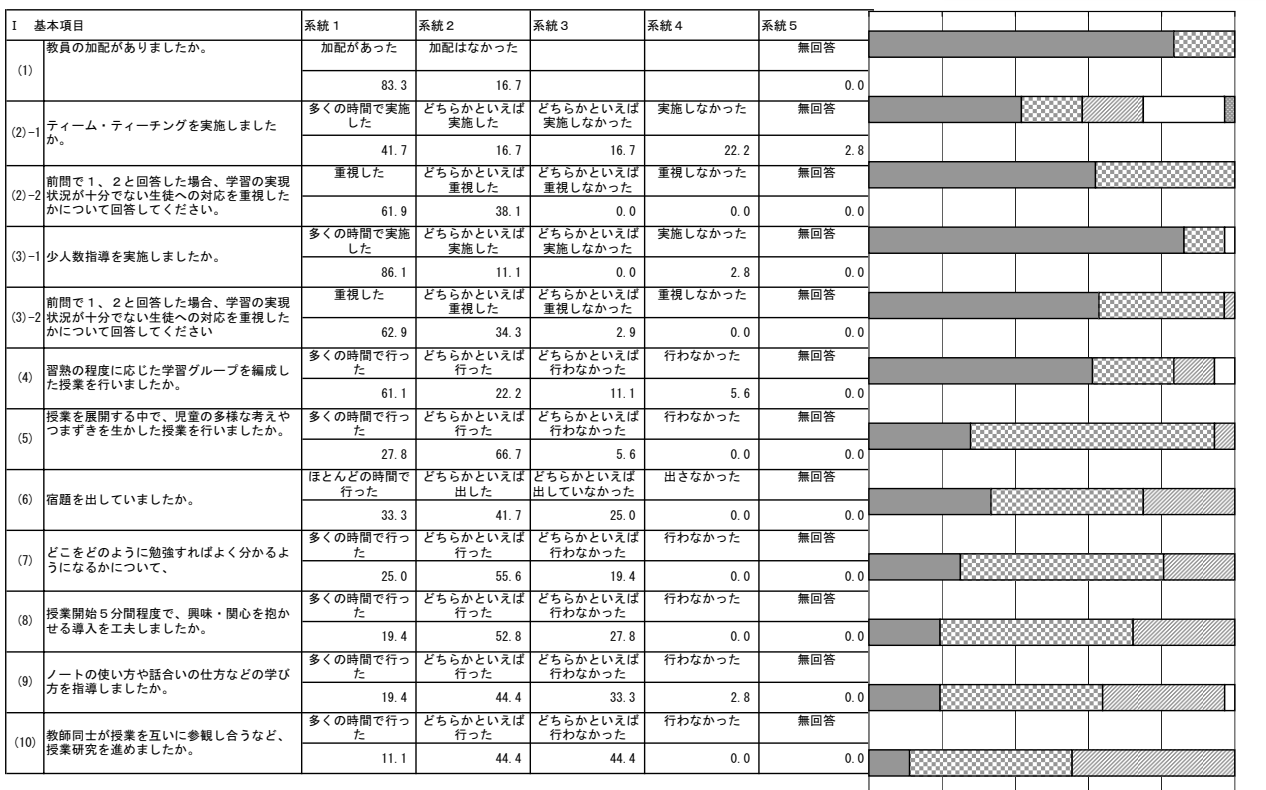 Ⅰ　基本項目 系統１ 系統２ 系統３ 系統４ 系統５
(1) 教員の加配がありましたか。
加配があった 加配はなかった 無回答
83.3 16.7 0.0
(2)-1 ティーム・ティーチングを実施しました
か。
多くの時間で実施 どちらかといえば どちらかといえば 実施しなかった 無回答
した 実施した 実施しなかった
41.7 16.7 16.7 22.2 2.8
(2)-2 前問で１、２と回答した場合、学習の実現
状況が十分でない生徒への対応を重視した
かについて回答してください。
重視した どちらかといえば どちらかといえば 重視しなかった 無回答
重視した 重視しなかった
61.9 38.1 0.0 0.0 0.0
(3)-1 少人数指導を実施しましたか。
多くの時間で実施 どちらかといえば どちらかといえば 実施しなかった 無回答
した 実施した 実施しなかった
86.1 11.1 0.0 2.8 0.0
(3)-2 前問で１、２と回答した場合、学習の実現
状況が十分でない生徒への対応を重視した
かについて回答してください
重視した どちらかといえば どちらかといえば 重視しなかった 無回答
重視した 重視しなかった
62.9 34.3 2.9 0.0 0.0
(4) 習熟の程度に応じた学習グループを編成し
た授業を行いましたか。
多くの時間で行っ どちらかといえば どちらかといえば 行わなかった 無回答
た 行った 行わなかった
61.1 22.2 11.1 5.6 0.0
(5) 授業を展開する中で、児童の多様な考えや
つまずきを生かした授業を行いましたか。
多くの時間で行っ どちらかといえば どちらかといえば 行わなかった 無回答
た 行った 行わなかった
27.8 66.7 5.6 0.0 0.0
(6) 宿題を出していましたか。
ほとんどの時間で どちらかといえば どちらかといえば 出さなかった 無回答
行った 出した 出していなかった
33.3 41.7 25.0 0.0 0.0
(7) どこをどのように勉強すればよく分かるよ
うになるかについて、
多くの時間で行っ どちらかといえば どちらかといえば 行わなかった 無回答
た 行った 行わなかった
25.0 55.6 19.4 0.0 0.0
(8) 授業開始５分間程度で、興味・関心を抱か
せる導入を工夫しましたか。
多くの時間で行っ どちらかといえば どちらかといえば 行わなかった 無回答
た 行った 行わなかった
19.4 52.8 27.8 0.0 0.0
(9) ノートの使い方や話合いの仕方などの学び
方を指導しましたか。
多くの時間で行っ どちらかといえば どちらかといえば 行わなかった 無回答
た 行った 行わなかった
19.4 44.4 33.3 2.8 0.0
(10) 教師同士が授業を互いに参観し合うなど、
授業研究を進めましたか。
多くの時間で行っ どちらかといえば どちらかといえば 行わなかった 無回答
た 行った 行わなかった
11.1 44.4 44.4 0.0 0.0